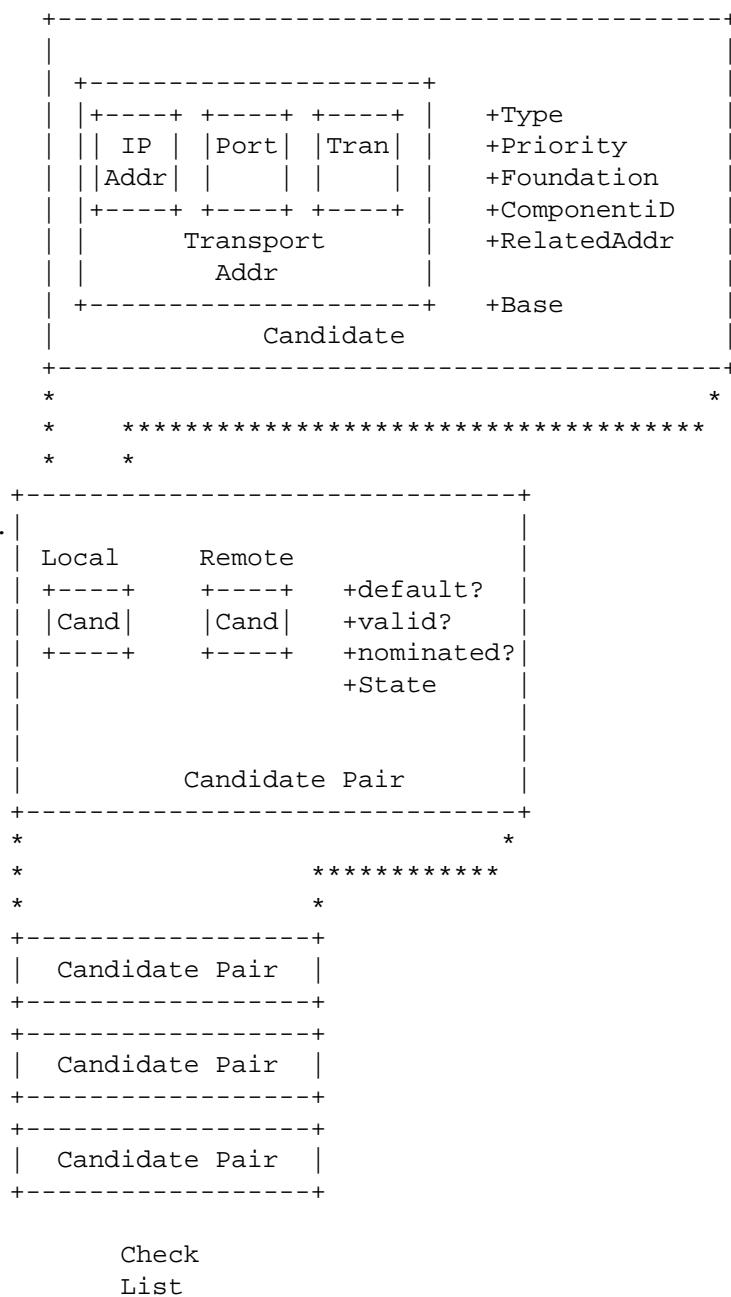 +Type
IP Port Tran +Priority
Addr +Foundation
+ComponentiD
Transport +RelatedAddr
Addr
+Base
Candidate
Local Remote
+default?
Cand Cand +valid?
+nominated?
+State
Candidate Pair
Candidate Pair
Candidate Pair
Candidate Pair
Check
List